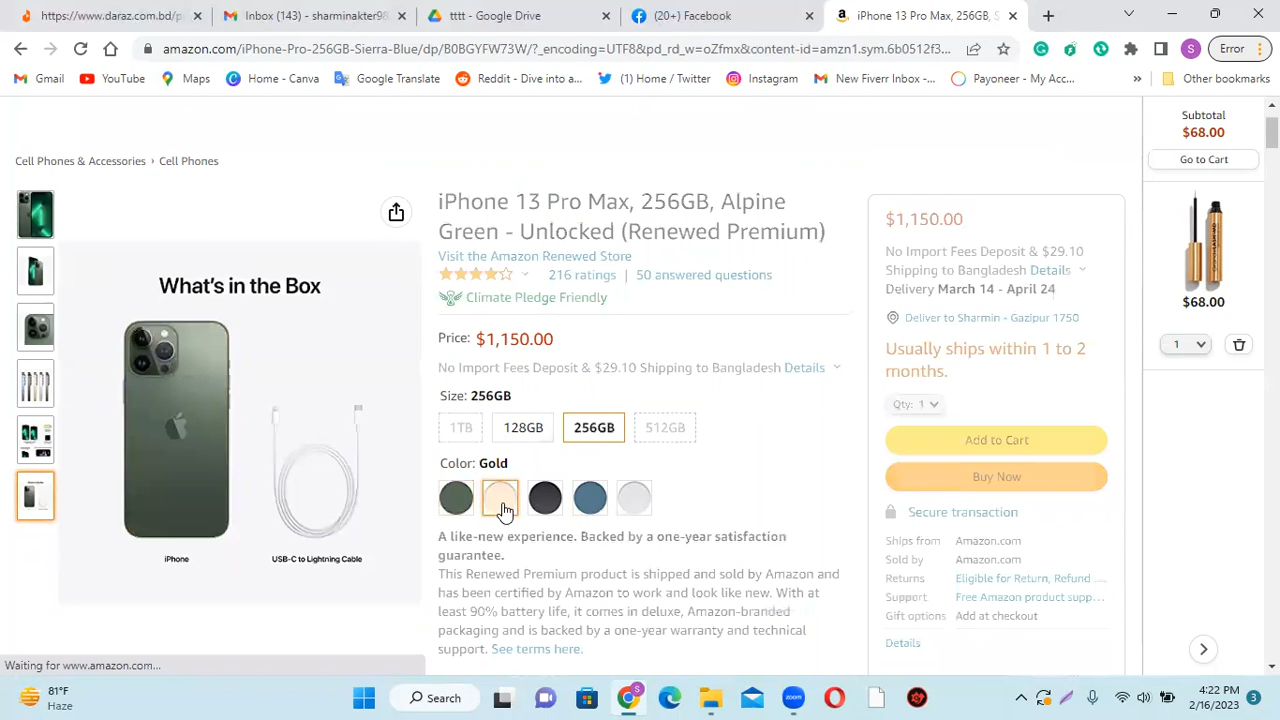 https://www.daraz.com.bd/p
Inbox (143) - sharminakter98
tttt - Google Drive
(20+) Facebook
iPhone 13 Pro Max, 256GB, S
amazon.com/iPhone-Pro-256GB-Sierra-Blue/dp/B0BGYFW73W/?_encoding=UTF8&pd_rd_w=oZfmx&content-id=amzn1.sym.6b0512f3...
S
Error
Gmail
YouTube
Maps
Home - Canva
Google Translate
Reddit - Dive into a...
(1) Home / Twitter
Instagram
New Fiverr Inbox -...
Payoneer - My Acc...
»
Other bookmarks
Subtotal
$68.00
Go to Cart
$68.00
1
Cell Phones & Accessories › Cell Phones
What's in the Box
iPhone
USB-C to Lightning Cable
iPhone 13 Pro Max, 256GB, Alpine
Green - Unlocked (Renewed Premium)
Visit the Amazon Renewed Store
216 ratings | 50 answered questions
Climate Pledge Friendly
Price: $1,150.00
No Import Fees Deposit & $29.10 Shipping to Bangladesh Details
Size: 256GB
1TB 128GB 256GB 512GB
Color: Gold
A like-new experience. Backed by a one-year satisfaction
guarantee.
This Renewed Premium product is shipped and sold by Amazon and
has been certified by Amazon to work and look like new. With at
least 90% battery life, it comes in deluxe, Amazon-branded
packaging and is backed by a one-year warranty and technical
support. See terms here.
$1,150.00
No Import Fees Deposit & $29.10
Shipping to Bangladesh Details
Delivery March 14 - April 24
Deliver to Sharmin - Gazipur 1750
Usually ships within 1 to 2
months.
Qty: 1
Add to Cart
Buy Now
Secure transaction
Ships from Amazon.com
Sold by Amazon.com
Returns Eligible for Return, Refund ...
Support Free Amazon product supp...
Gift options Add at checkout
Details
Waiting for www.amazon.com...
81°F
Haze
Search
4:22 PM
2/16/2023
3